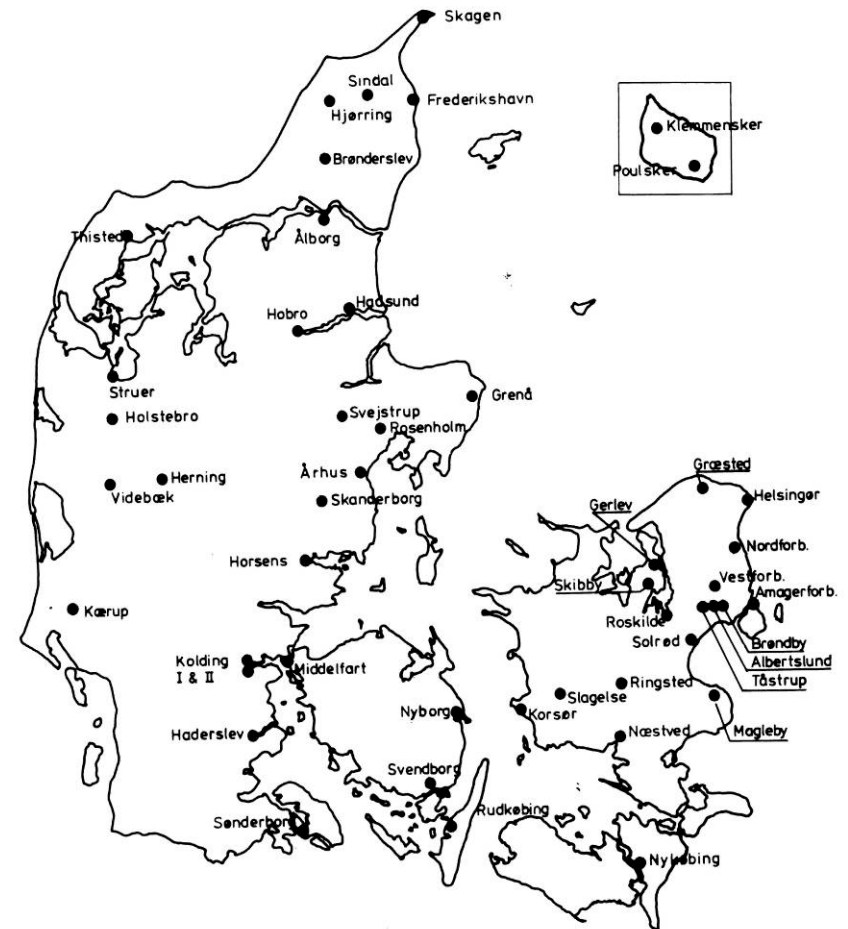 Skagen
Sindal
Hjørring
Frederikshavn
Klemmensker
Brønderslev
Poulsker
Thisted
Ålborg
Hadsund
Hobro
Struer
Grenå
Holstebro
Svejstrup
Rosenholm
Århus
Herning
Videbæk
Skanderborg
Græsted
Helsingør
Gerlev
Horsens
Nordforb.
Skibby
Vestforb.
Amagerforb.
Kærup
Roskilde
Solrød
Brøndby
Albertslund
Tåstrup
Kolding
I & II
Middelfart
Ringsted
Slagelse
Nyborg
Korsør
Haderslev
Næstved
Magleby
Svendborg
Sønderborg
Rudkøbing
Nykøbing